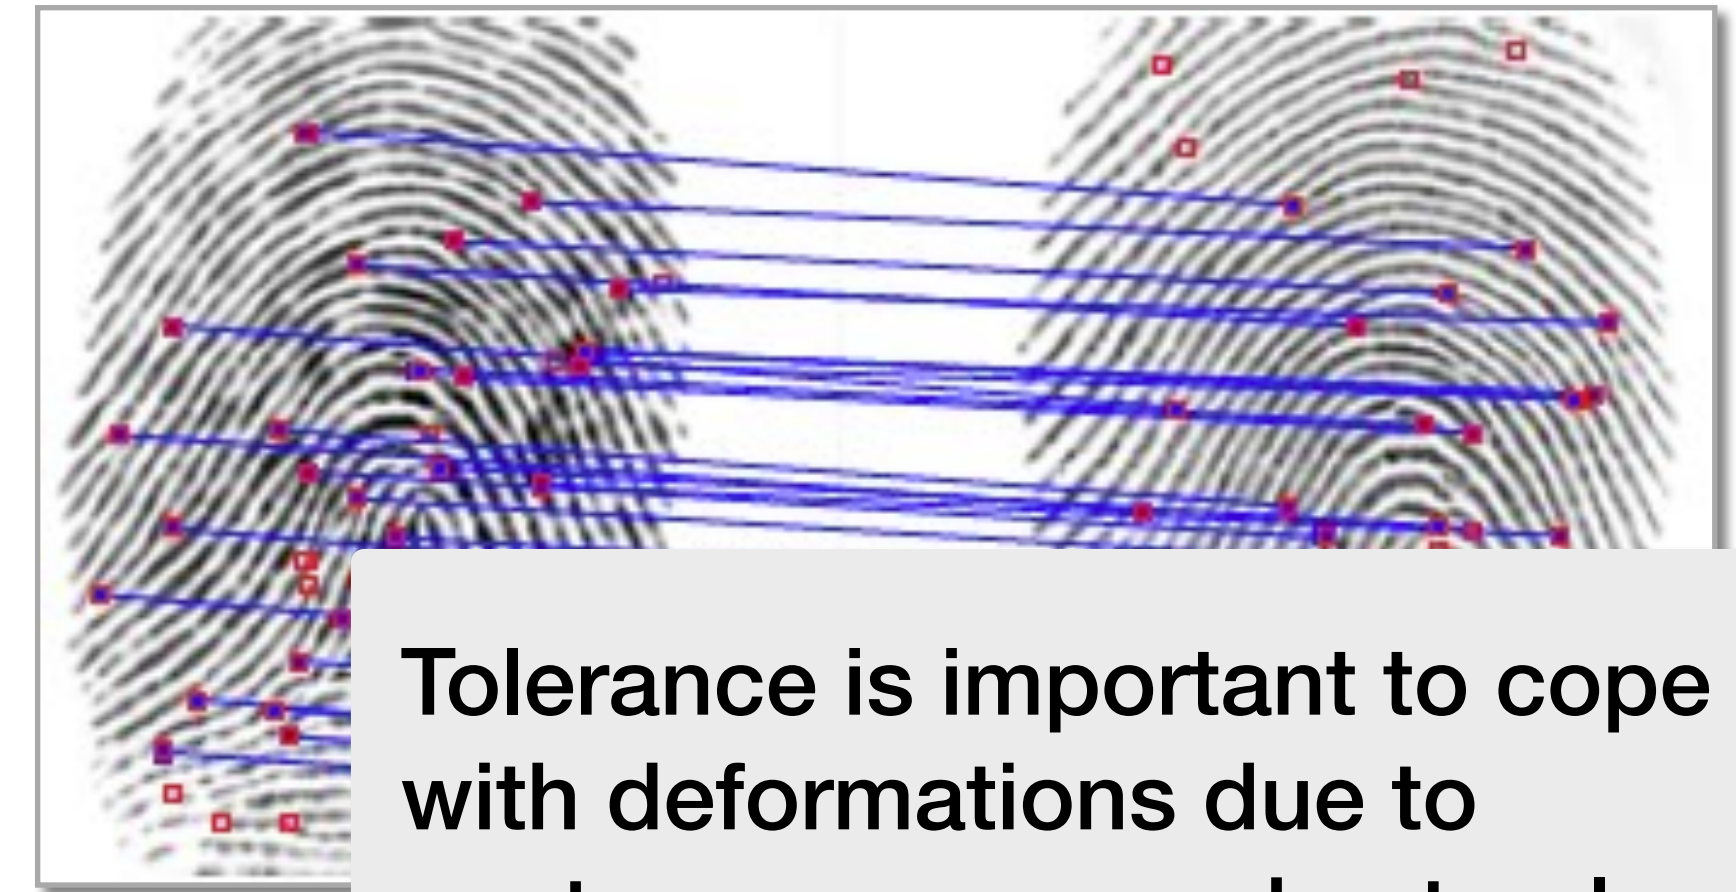 Tolerance is important to cope
with deformations due to